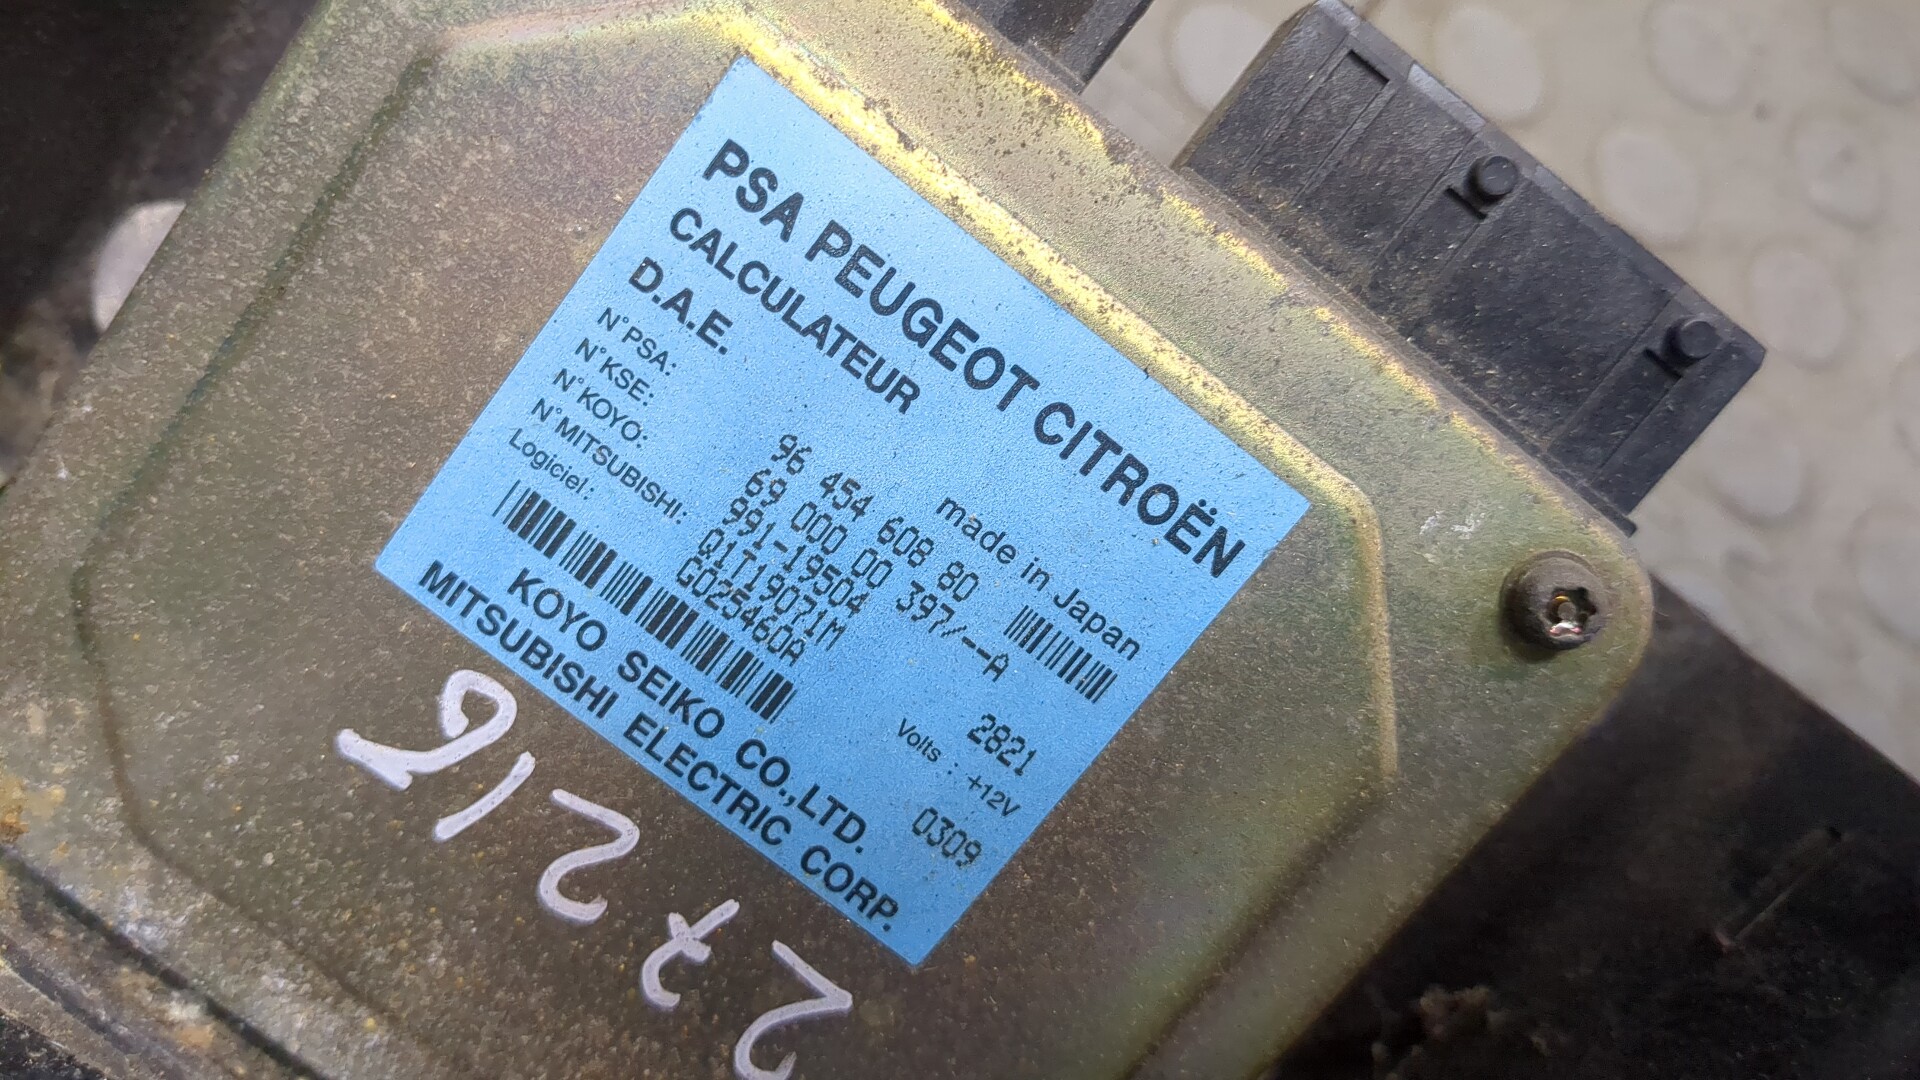 PSA PEUGEOT CITROËN
CALCULATEUR
D.A.E. made in Japan
N°PSA: 96 454 608 80
N°KSE: 69 000 00 397/--A
N°KOYO: 991-19504
N°MITSUBISHI: Q1T19071M 2821
Logiciel: G025460A Volts : +12V
0309
KOYO SEIKO CO.,LTD.
MITSUBISHI ELECTRIC CORP.